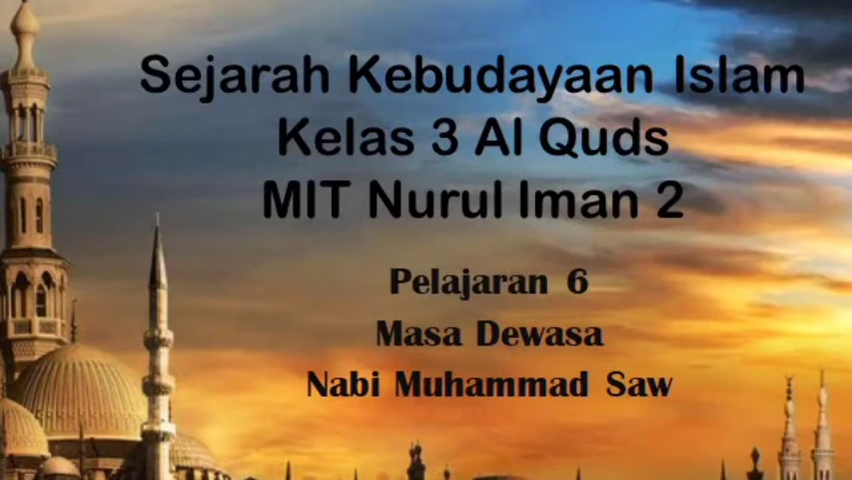 Sejarah Kebudayaan Islam
Kelas 3 Al Quds
MIT Nurul Iman 2
Pelajaran 6
Masa Dewasa
Nabi Muhammad Saw